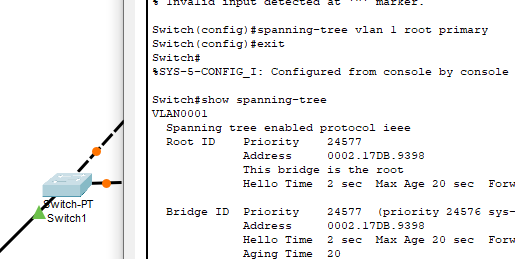 % Invalid input detected at '^' marker.
Switch(config)#spanning-tree vlan 1 root primary
Switch(config)#exit
Switch#
%SYS-5-CONFIG_I: Configured from console by console
Switch#show spanning-tree
VLAN0001
Spanning tree enabled protocol ieee
Root ID Priority 24577
Address 0002.17DB.9398
This bridge is the root
Hello Time 2 sec Max Age 20 sec Forw
Bridge ID Priority 24577 (priority 24576 sys-
Address 0002.17DB.9398
Hello Time 2 sec Max Age 20 sec Forw
Aging Time 20
Switch-PT
Switch1